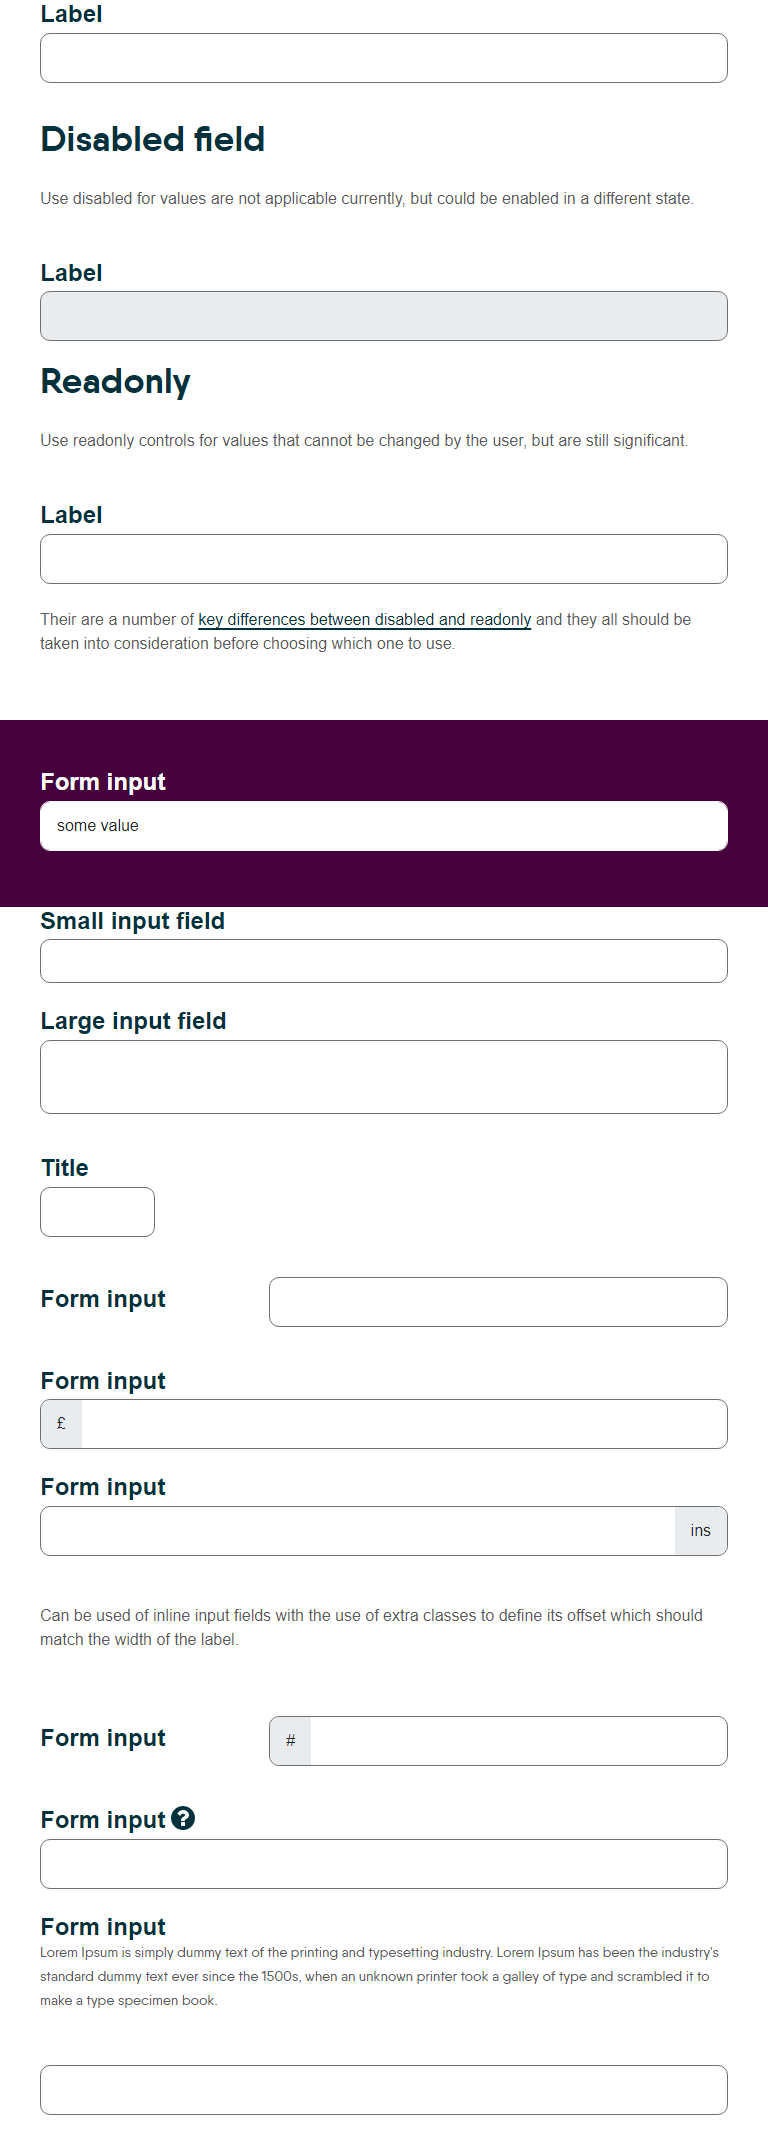 Label
Disabled field
Use disabled for values are not applicable currently, but could be enabled in a different state.
Label
Readonly
Use readonly controls for values that cannot be changed by the user, but are still significant.
Label
Their are a number of key differences between disabled and readonly and they all should be
taken into consideration before choosing which one to use.
Form input
some value
Small input field
Large input field
Title
Form input
Form input
£
Form input
ins
Can be used of inline input fields with the use of extra classes to define its offset which should
match the width of the label.
Form input
#
Form input ?
Form input
Lorem Ipsum is simply dummy text of the printing and typesetting industry. Lorem Ipsum has been the industry's
standard dummy text ever since the 1500s, when an unknown printer took a galley of type and scrambled it to
make a type specimen book.